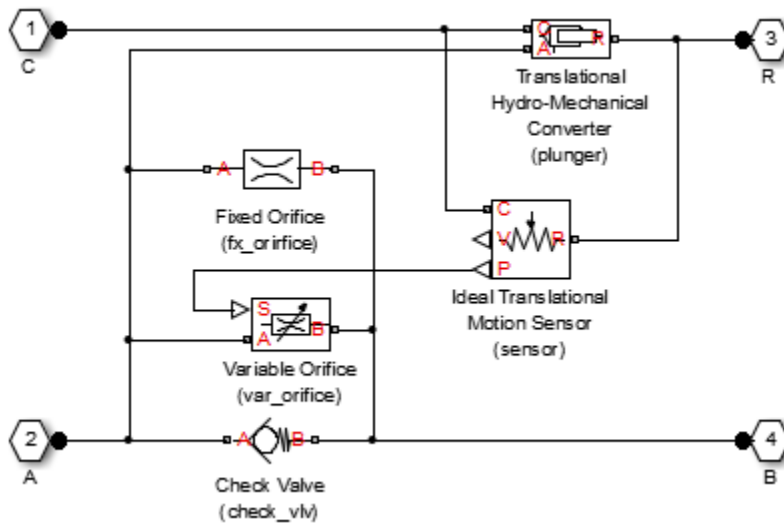 1
C
C
A
R
3
R
Translational
Hydro-Mechanical
Converter
(plunger)
A
B
Fixed Orifice
(fx_orirfice)
C
V
R
P
Ideal Translational
Motion Sensor
(sensor)
S
A
B
Variable Orifice
(var_orifice)
2
A
A
B
Check Valve
(check_vlv)
4
B